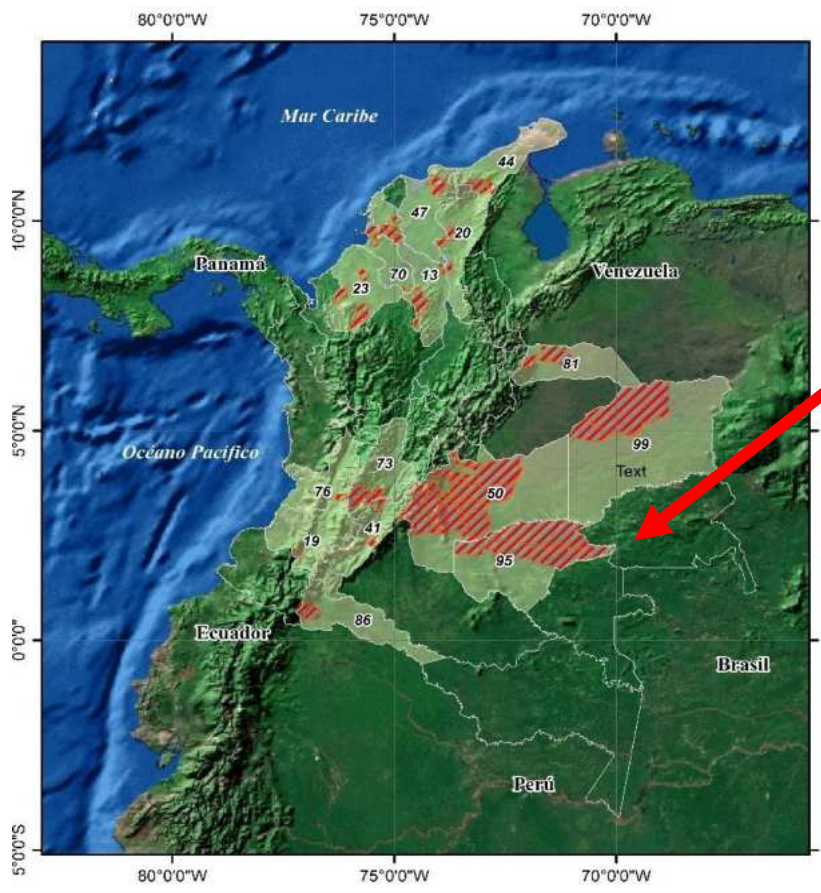 80°0'0"W 75°0'0"W 70°0'0"W
Mar Caribe
44
10°0'0"N
47
20
Panamá
70
13
Venezuela
23
81
5°0'0"N
99
Océano Pacífico
73
Text
76
50
41
19
95
86
0°0'0"
Ecuador
Brasil
Perú
5°0'0"S
80°0'0"W 75°0'0"W 70°0'0"W